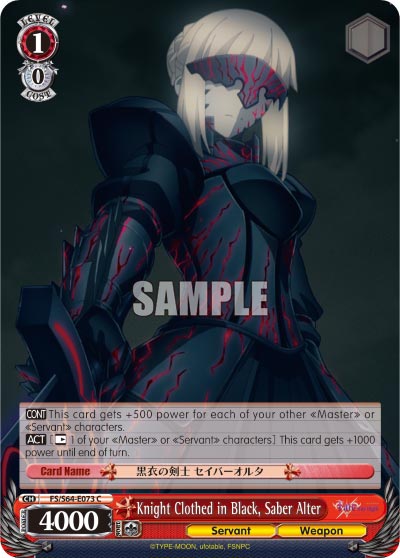 LEVEL
1
0
COST
SAMPLE
CONT This card gets +500 power for each of your other «Master» or
«Servant» characters.
ACT [ 1 of your «Master» or «Servant» characters] This card gets +1000
power until end of turn.
Card Name
黒衣の剣士 セイバーオルタ
CH FS/S64-E073 C
Knight Clothed in Black, Saber Alter
POWER
4000
SOUL
Servant
Weapon
©TYPE-MOON, ufotable, FSNPC